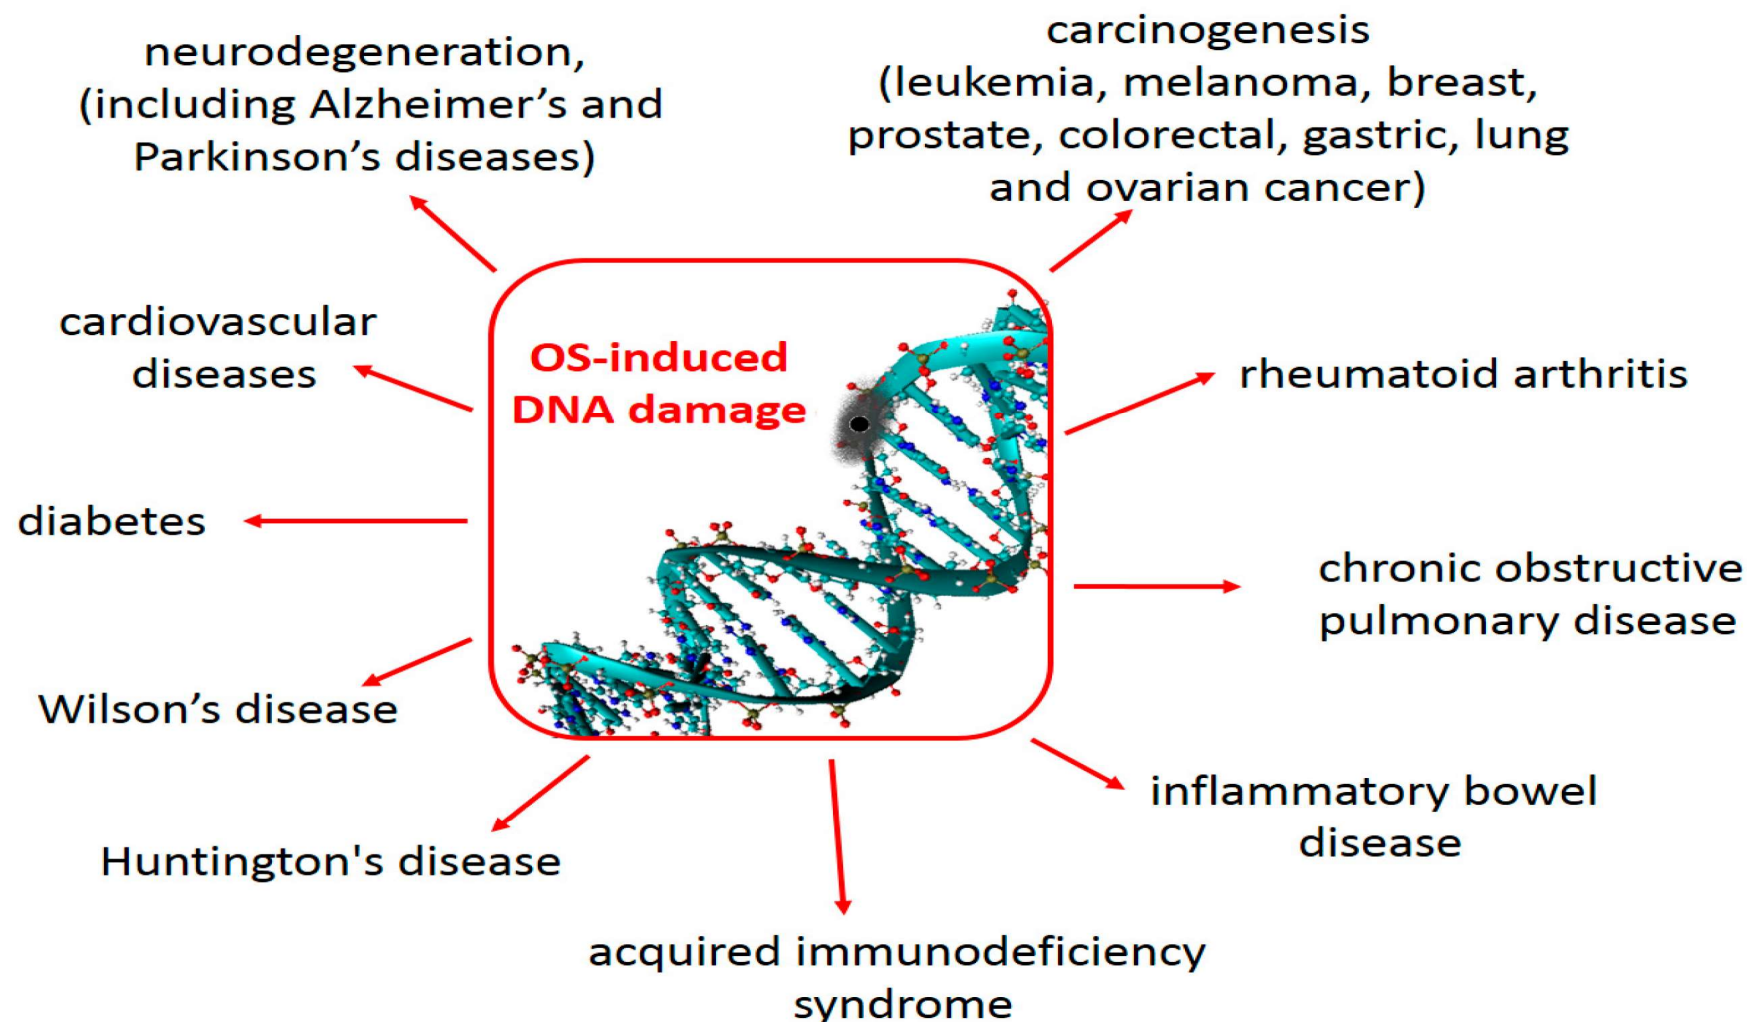 neurodegeneration,
(including Alzheimer’s and
Parkinson’s diseases)
carcinogenesis
(leukemia, melanoma, breast,
prostate, colorectal, gastric, lung
and ovarian cancer)
cardiovascular
diseases
OS-induced
DNA damage
rheumatoid arthritis
diabetes
chronic obstructive
pulmonary disease
Wilson’s disease
inflammatory bowel
disease
Huntington's disease
acquired immunodeficiency
syndrome